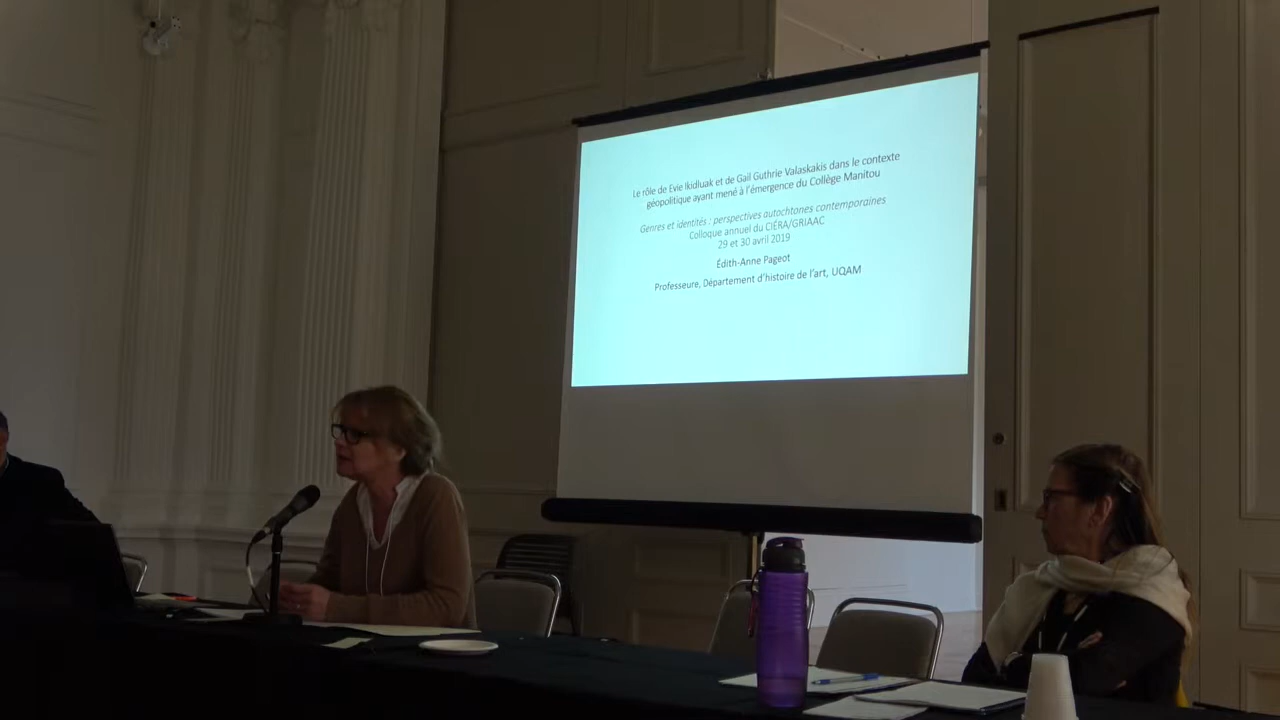 Le rôle de Evie Ikidluak et de Gail Guthrie Valaskakis dans le contexte
géopolitique ayant mené à l'émergence du Collège Manitou
Genres et identités : perspectives autochtones contemporaines
Colloque annuel du CIÉRA/GRIAAC
29 et 30 avril 2019
Édith-Anne Pageot
Professeure, Département d'histoire de l'art, UQAM